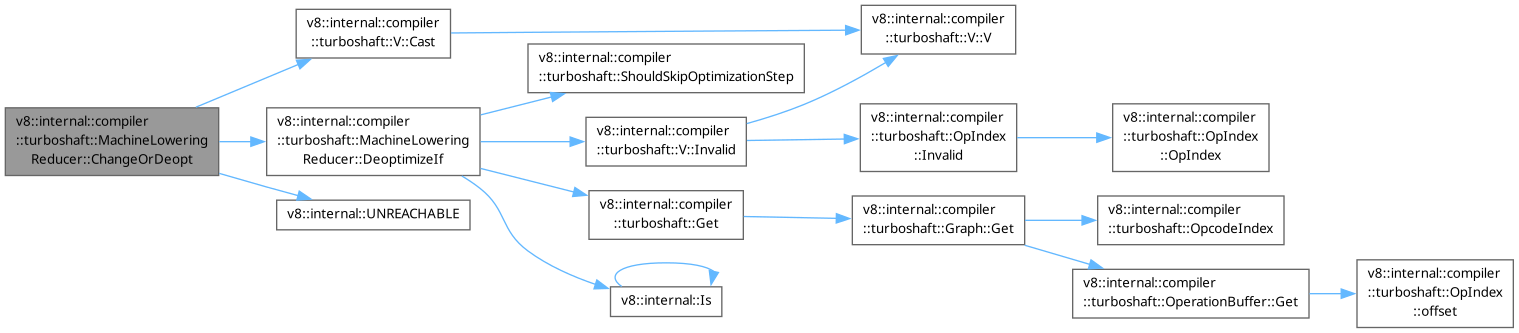 v8::internal::compiler
::turboshaft::MachineLowering
Reducer::ChangeOrDeopt
v8::internal::compiler
::turboshaft::V::Cast
v8::internal::compiler
::turboshaft::V::V
v8::internal::compiler
::turboshaft::MachineLowering
Reducer::DeoptimizeIf
v8::internal::compiler
::turboshaft::ShouldSkipOptimizationStep
v8::internal::compiler
::turboshaft::V::Invalid
v8::internal::compiler
::turboshaft::OpIndex
::Invalid
v8::internal::compiler
::turboshaft::OpIndex
::OpIndex
v8::internal::UNREACHABLE
v8::internal::compiler
::turboshaft::Get
v8::internal::compiler
::turboshaft::Graph::Get
v8::internal::compiler
::turboshaft::OpcodeIndex
v8::internal::Is
v8::internal::compiler
::turboshaft::OperationBuffer::Get
v8::internal::compiler
::turboshaft::OpIndex
::offset